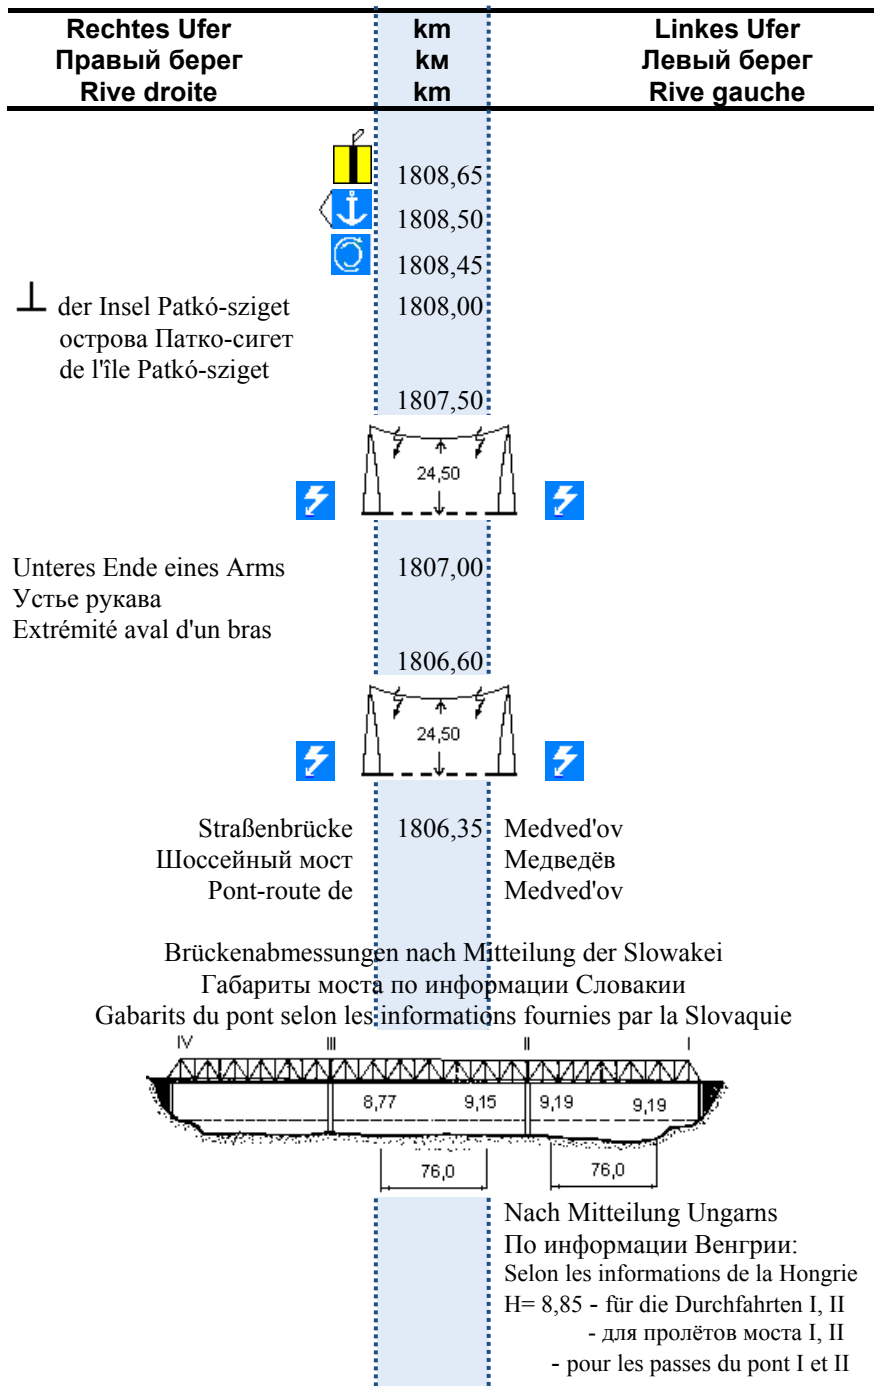 Rechtes Ufer km Linkes Ufer
Правый берег км Левый берег
Rive droite km Rive gauche
1808,65
1808,50
1808,45
der Insel Patkó-sziget 1808,00
острова Патко-сигет
de l'île Patkó-sziget
1807,50
24,50
Unteres Ende eines Arms 1807,00
Устье рукава
Extrémité aval d'un bras
1806,60
24,50
Straßenbrücke 1806,35 Medved'ov
Шоссейный мост Медведёв
Pont-route de Medved'ov
Brückenabmessungen nach Mitteilung der Slowakei
Габариты моста по информации Словакии
Gabarits du pont selon les informations fournies par la Slovaquie
IV III II I
8,77 9,15 9,19 9,19
76,0 76,0
Nach Mitteilung Ungarns
По информации Венгрии:
Selon les informations de la Hongrie
H= 8,85 - für die Durchfahrten I, II
- для пролётов моста I, II
- pour les passes du pont I et II